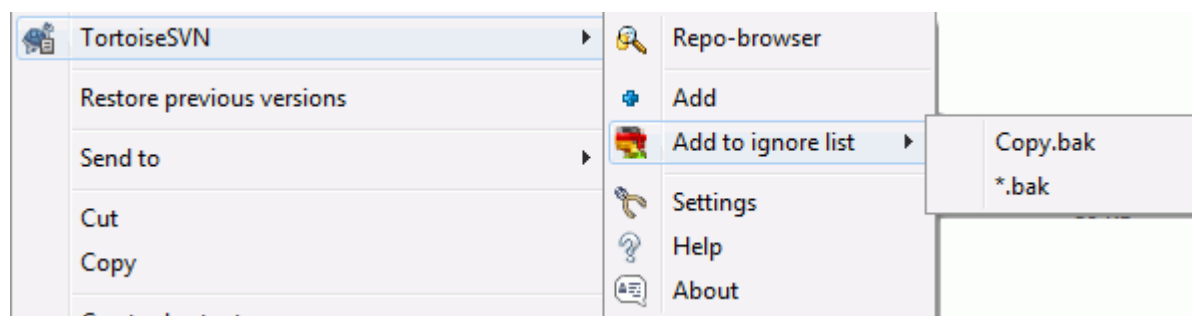 TortoiseSVN
Restore previous versions
Send to
Cut
Copy
Repo-browser
Add
Add to ignore list
Settings
Help
About
Copy.bak
*.bak